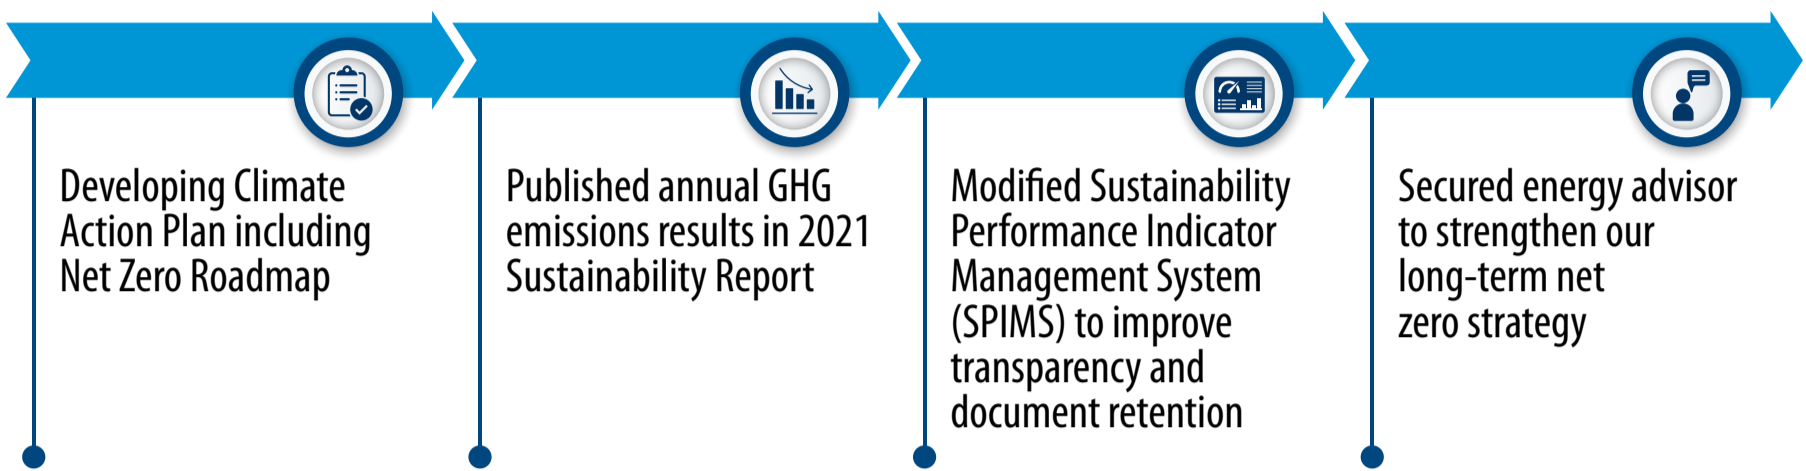 Developing Climate
Action Plan including
Net Zero Roadmap
Published annual GHG
emissions results in 2021
Sustainability Report
Modified Sustainability
Performance Indicator
Management System
(SPIMS) to improve
transparency and
document retention
Secured energy advisor
to strengthen our
long-term net
zero strategy